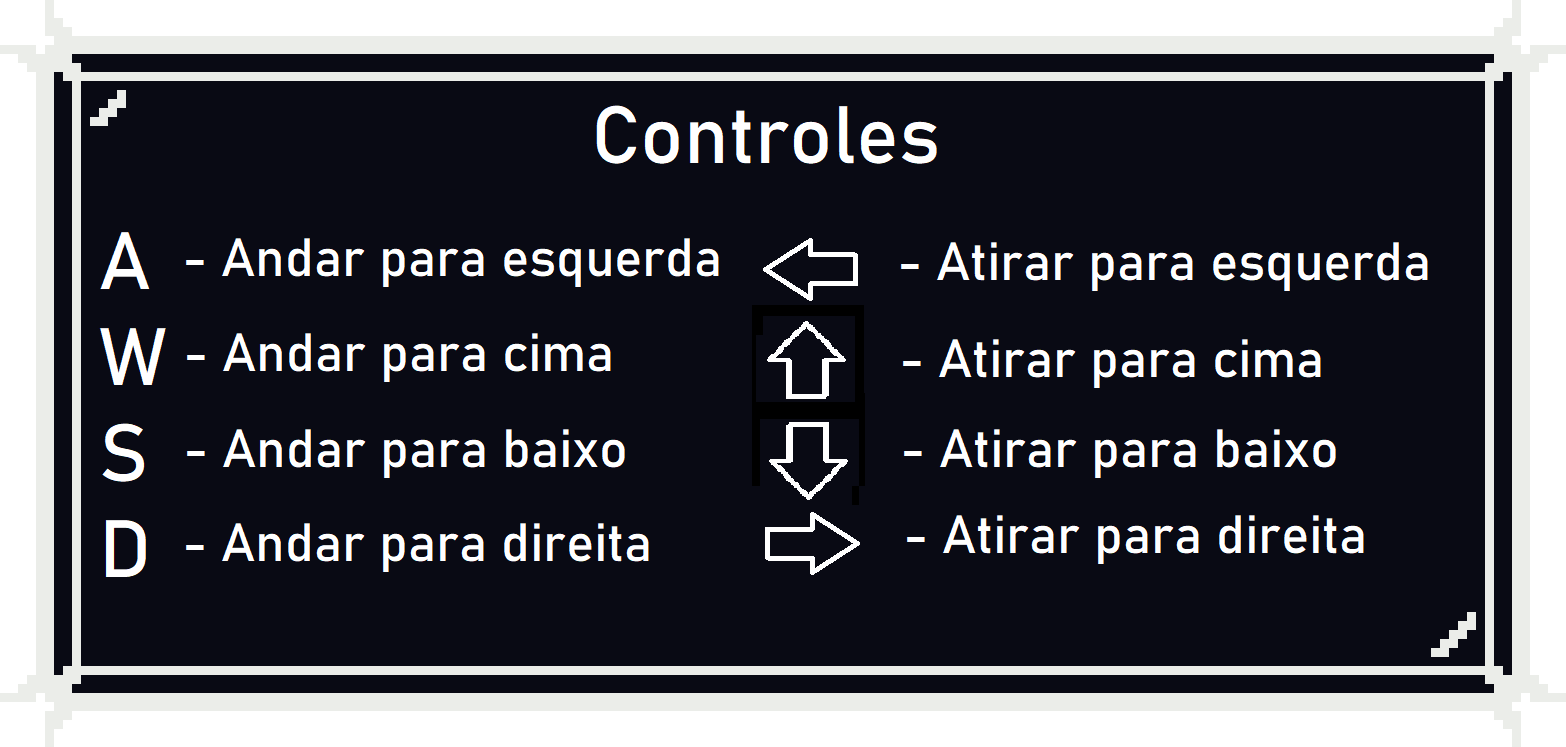 Controles
A - Andar para esquerda - Atirar para esquerda
W - Andar para cima - Atirar para cima
S - Andar para baixo - Atirar para baixo
D - Andar para direita - Atirar para direita